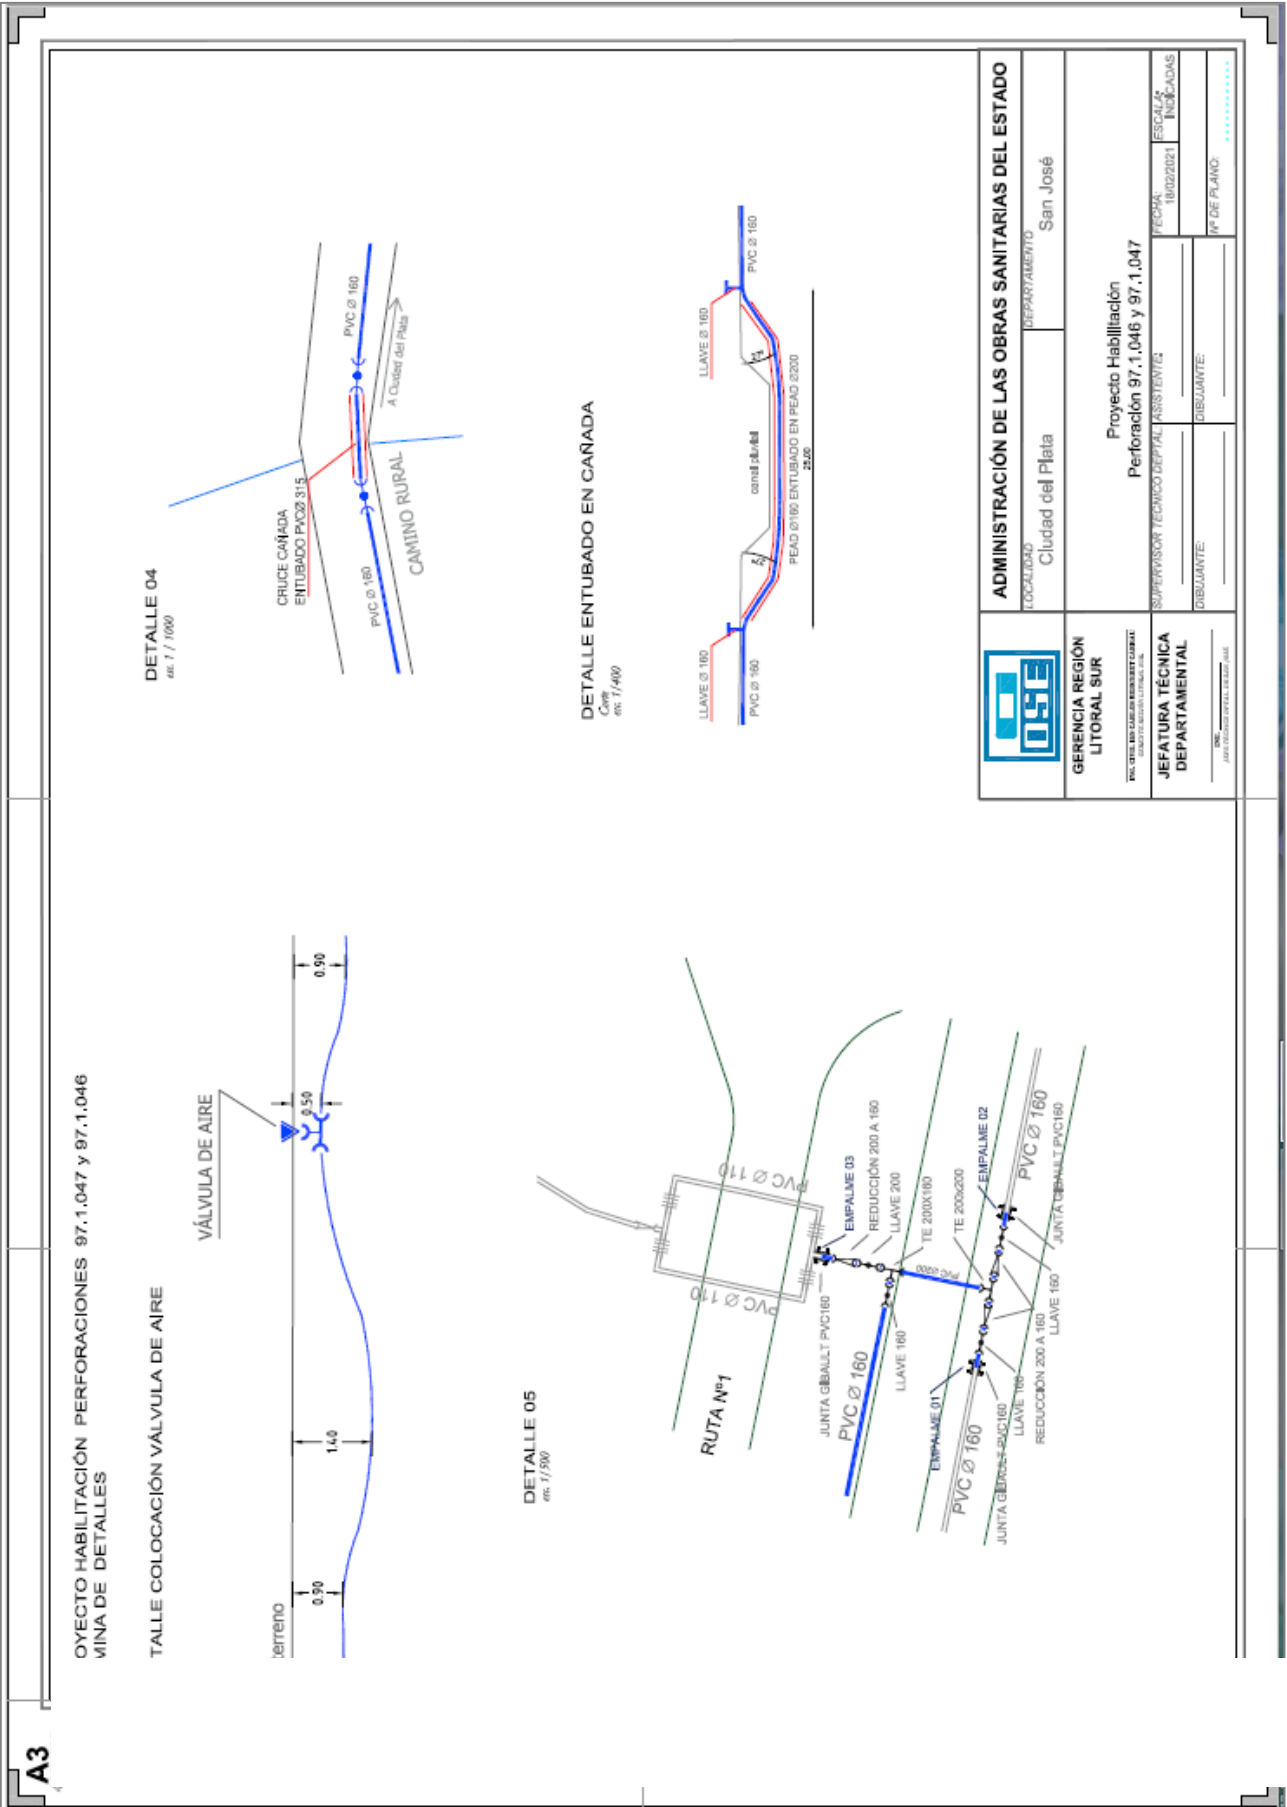 A3
OYECTO HABILITACIÓN PERFORACIONES 97.1.047 y 97.1.046
MINA DE DETALLES
TALLE COLOCACIÓN VÁLVULA DE AIRE
VÁLVULA DE AIRE
terreno
0.90
1.40
0.50
0.90
DETALLE 04
esc. 1 / 1000
CRUCE CAÑADA
ENTUBADO PVCØ 315
PVC Ø 160
PVC Ø 160
CAMINO RURAL
A Ciudad del Plata
DETALLE 05
esc. 1/500
RUTA Nº1
PVC Ø 110
PVC Ø 110
EMPALME 03
REDUCCIÓN 200 A 160
LLAVE 200
TE 200X160
TE 200x200
EMPALME 02
JUNTA GIBAULT PVC160
PVC Ø 160
LLAVE 160
PVC Ø200
PVC Ø 160
JUNTA GIBAULT PVC160
LLAVE 160
EMPALME 01
PVC Ø 160
JUNTA GIBAULT PVC160
LLAVE 160
REDUCCIÓN 200 A 160
DETALLE ENTUBADO EN CAÑADA
Corte
esc. 1/400
LLAVE Ø 160
LLAVE Ø 160
PVC Ø 160
PVC Ø 160
canal pluvial
PEAD Ø160 ENTUBADO EN PEAD Ø200
25.00
OSE
ADMINISTRACIÓN DE LAS OBRAS SANITARIAS DEL ESTADO
LOCALIDAD
Ciudad del Plata
DEPARTAMENTO
San José
GERENCIA REGIÓN
LITORAL SUR
Proyecto Habilitación
Perforación 97.1.046 y 97.1.047
JEFATURA TÉCNICA
DEPARTAMENTAL
SUPERVISOR TECNICO DEPTAL:
ASISTENTE:
FECHA:
18/02/2021
ESCALA:
INDICADAS
DIBUJANTE:
DIBUJANTE:
Nº DE PLANO: